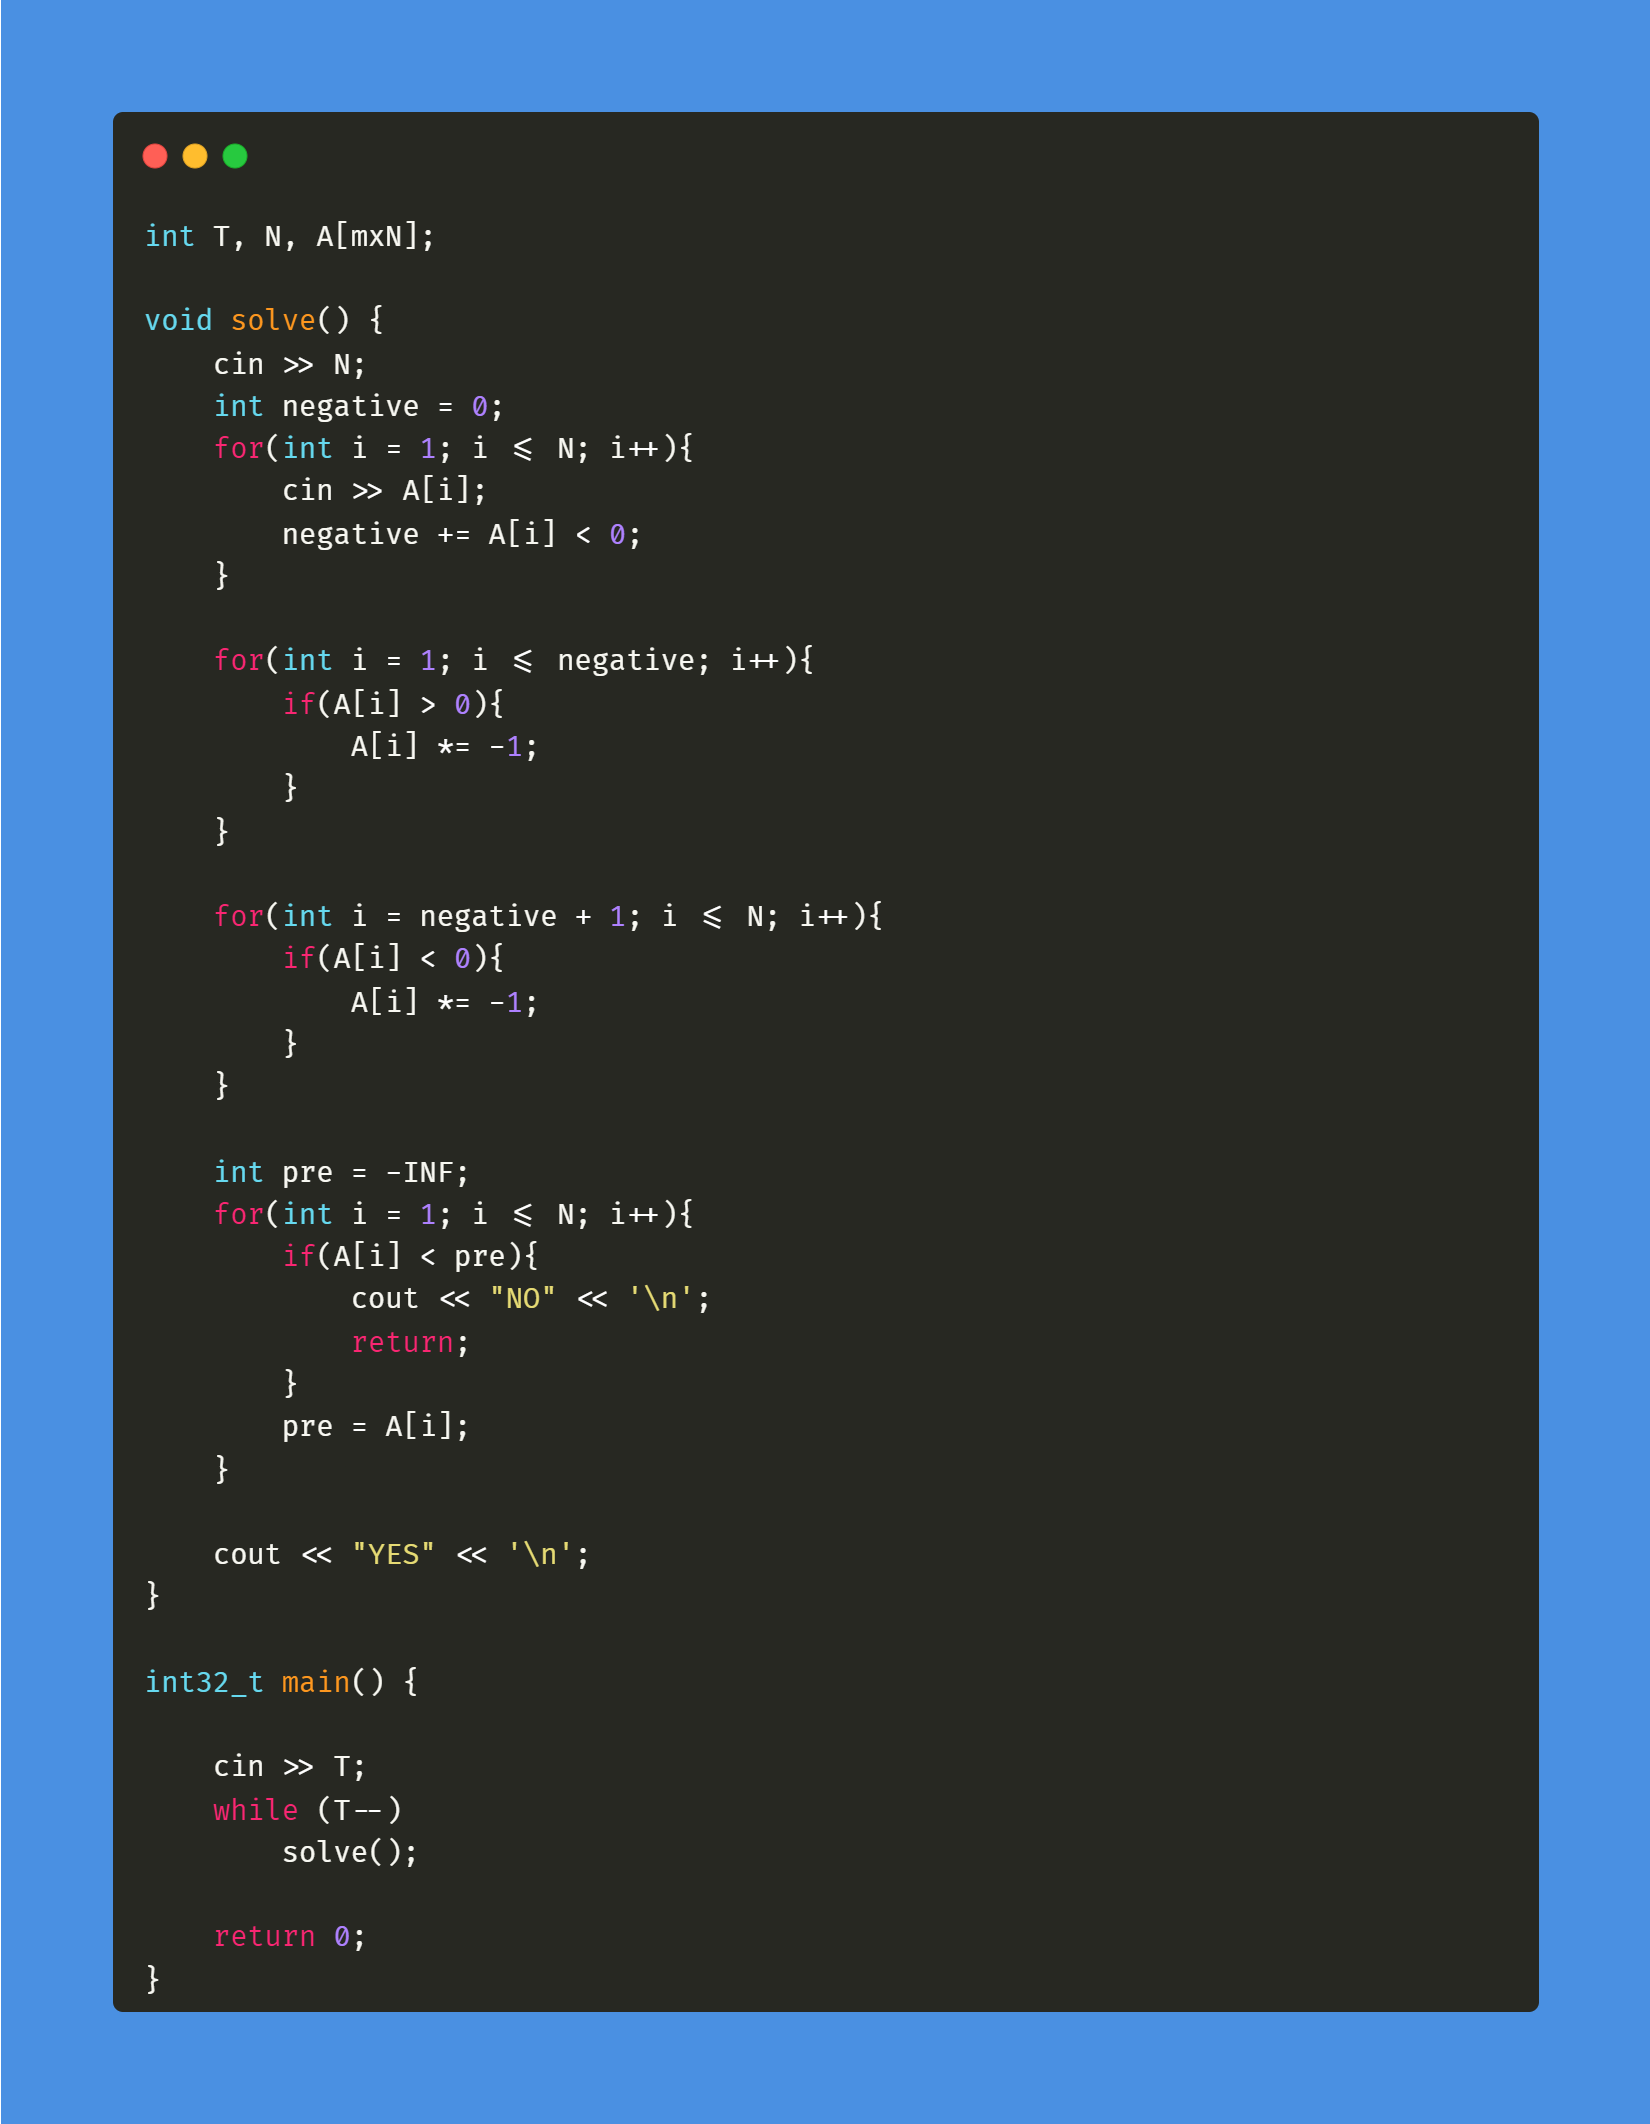 int T, N, A[mxN];

void solve() {
    cin >> N;
    int negative = 0;
    for(int i = 1; i <= N; i++){
        cin >> A[i];
        negative += A[i] < 0;
    }

    for(int i = 1; i <= negative; i++){
        if(A[i] > 0){
            A[i] *= -1;
        }
    }

    for(int i = negative + 1; i <= N; i++){
        if(A[i] < 0){
            A[i] *= -1;
        }
    }

    int pre = -INF;
    for(int i = 1; i <= N; i++){
        if(A[i] < pre){
            cout << "NO" << '\n';
            return;
        }
        pre = A[i];
    }

    cout << "YES" << '\n';
}

int32_t main() {

    cin >> T;
    while (T--)
        solve();

    return 0;
}